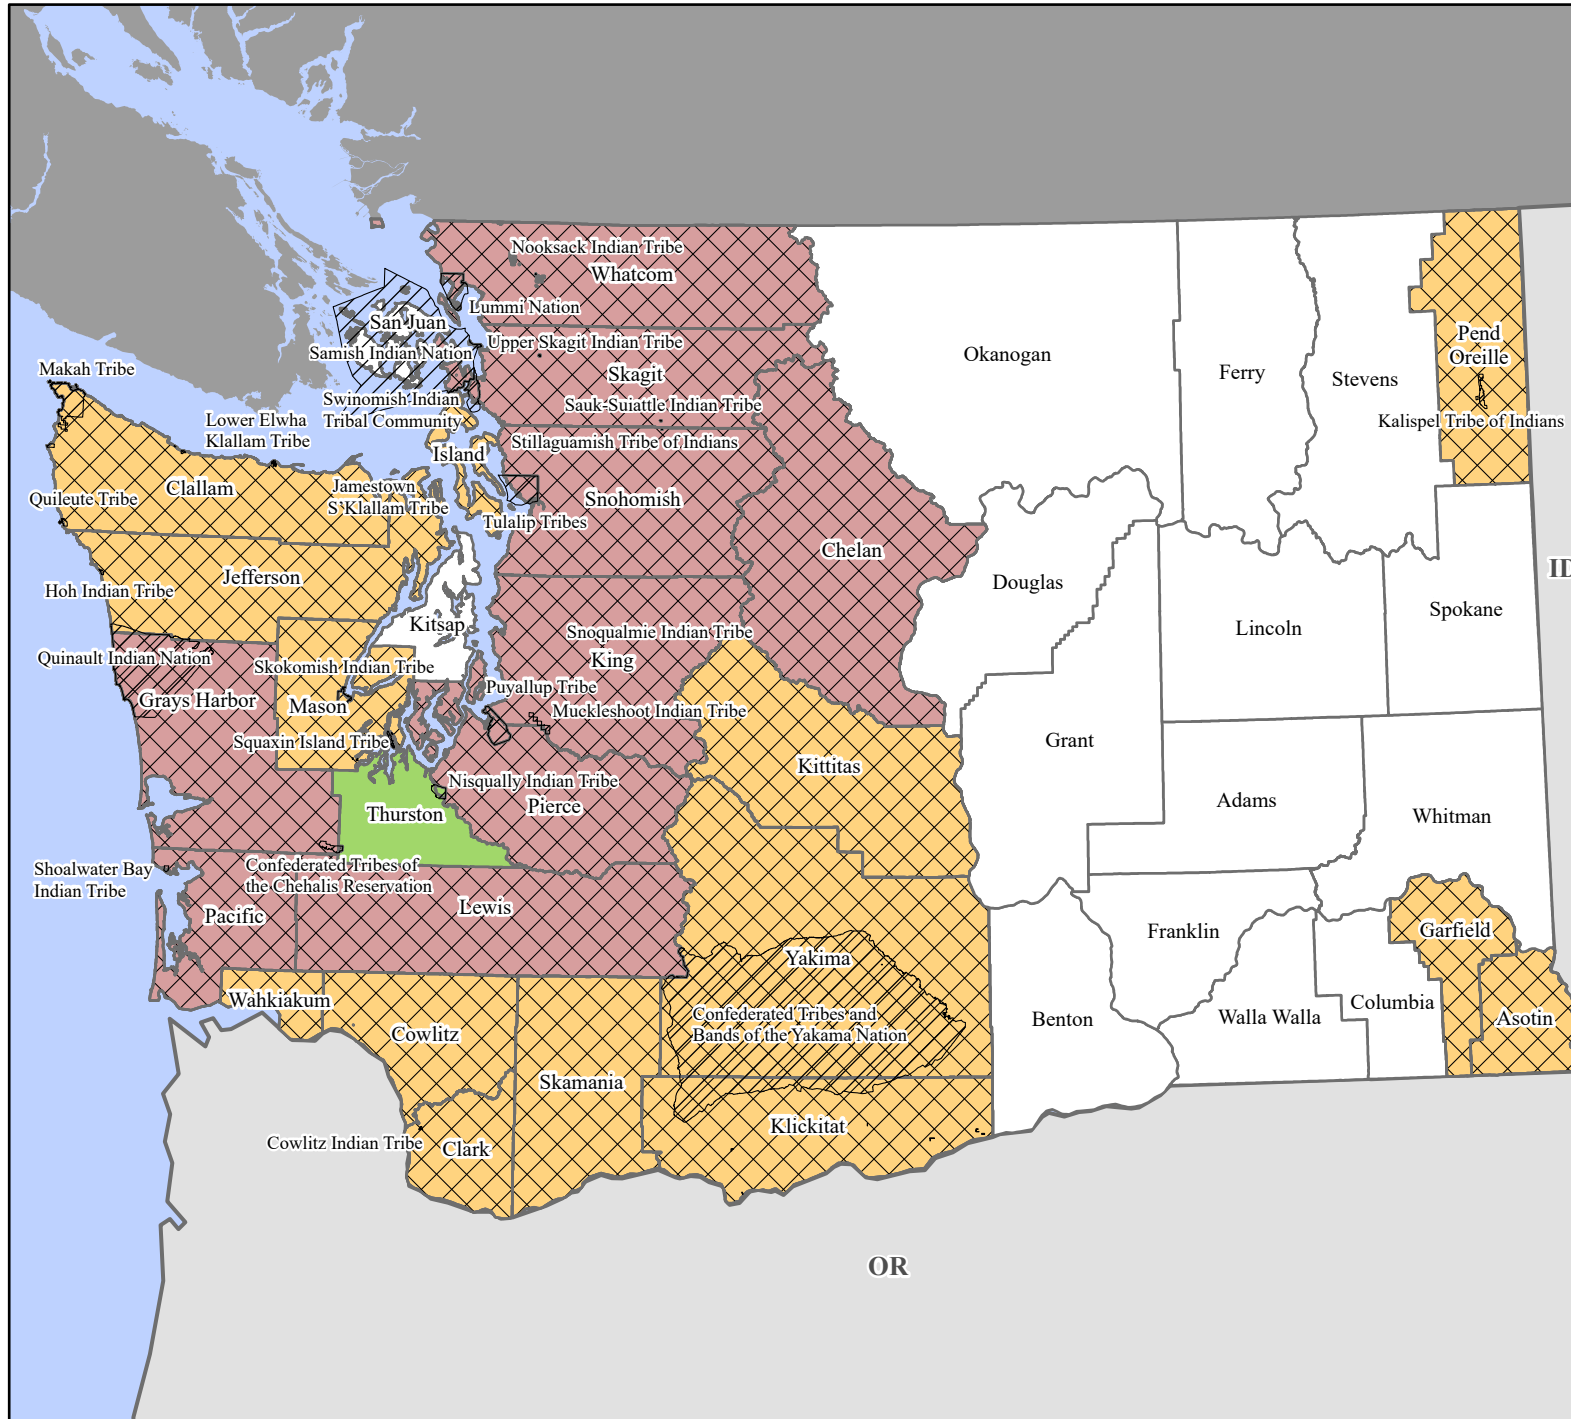 Nooksack Indian Tribe
Whatcom
Lummi Nation
San Juan
Samish Indian Nation
Upper Skagit Indian Tribe
Skagit
Okanogan
Ferry
Stevens
Pend
Oreille
Kalispel Tribe of Indians
Makah Tribe
Swinomish Indian
Tribal Community
Sauk-Suiattle Indian Tribe
Lower Elwha
Klallam Tribe
Stillaguamish Tribe of Indians
Island
Clallam
Jamestown
S'Klallam Tribe
Quileute Tribe
Snohomish
Tulalip Tribes
Chelan
Jefferson
Hoh Indian Tribe
Douglas
ID
Spokane
Lincoln
Kitsap
Snoqualmie Indian Tribe
King
Quinault Indian Nation
Skokomish Indian Tribe
Grays Harbor
Mason
Puyallup Tribe
Muckleshoot Indian Tribe
Squaxin Island Tribe
Grant
Kittitas
Nisqually Indian Tribe
Pierce
Thurston
Adams
Whitman
Shoalwater Bay
Indian Tribe
Confederated Tribes of
the Chehalis Reservation
Lewis
Pacific
Franklin
Garfield
Yakima
Wahkiakum
Cowlitz
Confederated Tribes and
Bands of the Yakama Nation
Benton
Walla Walla
Columbia
Asotin
Skamania
Klickitat
Cowlitz Indian Tribe
Clark
OR